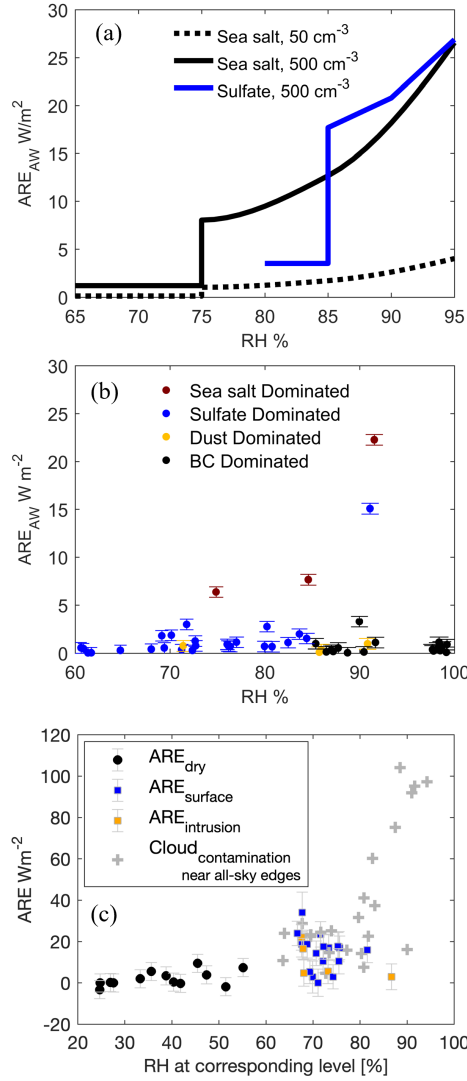 30
(a)
Sea salt, 50 cm-3
25
Sea salt, 500 cm-3
20
Sulfate, 500 cm-3
15
10
5
0
ARE_AW W/m2
65 70 75 80 85 90 95
RH %
30
(b)
Sea salt Dominated
25
Sulfate Dominated
20
Dust Dominated
BC Dominated
15
10
5
0
ARE_AW W m-2
60 70 80 90 100
RH %
120
ARE_dry
100
ARE_surface
80
ARE_intrusion
60
Cloud_contamination
near all-sky edges
40
20
0
-20
(c)
ARE Wm-2
20 30 40 50 60 70 80 90 100
RH at corresponding level [%]